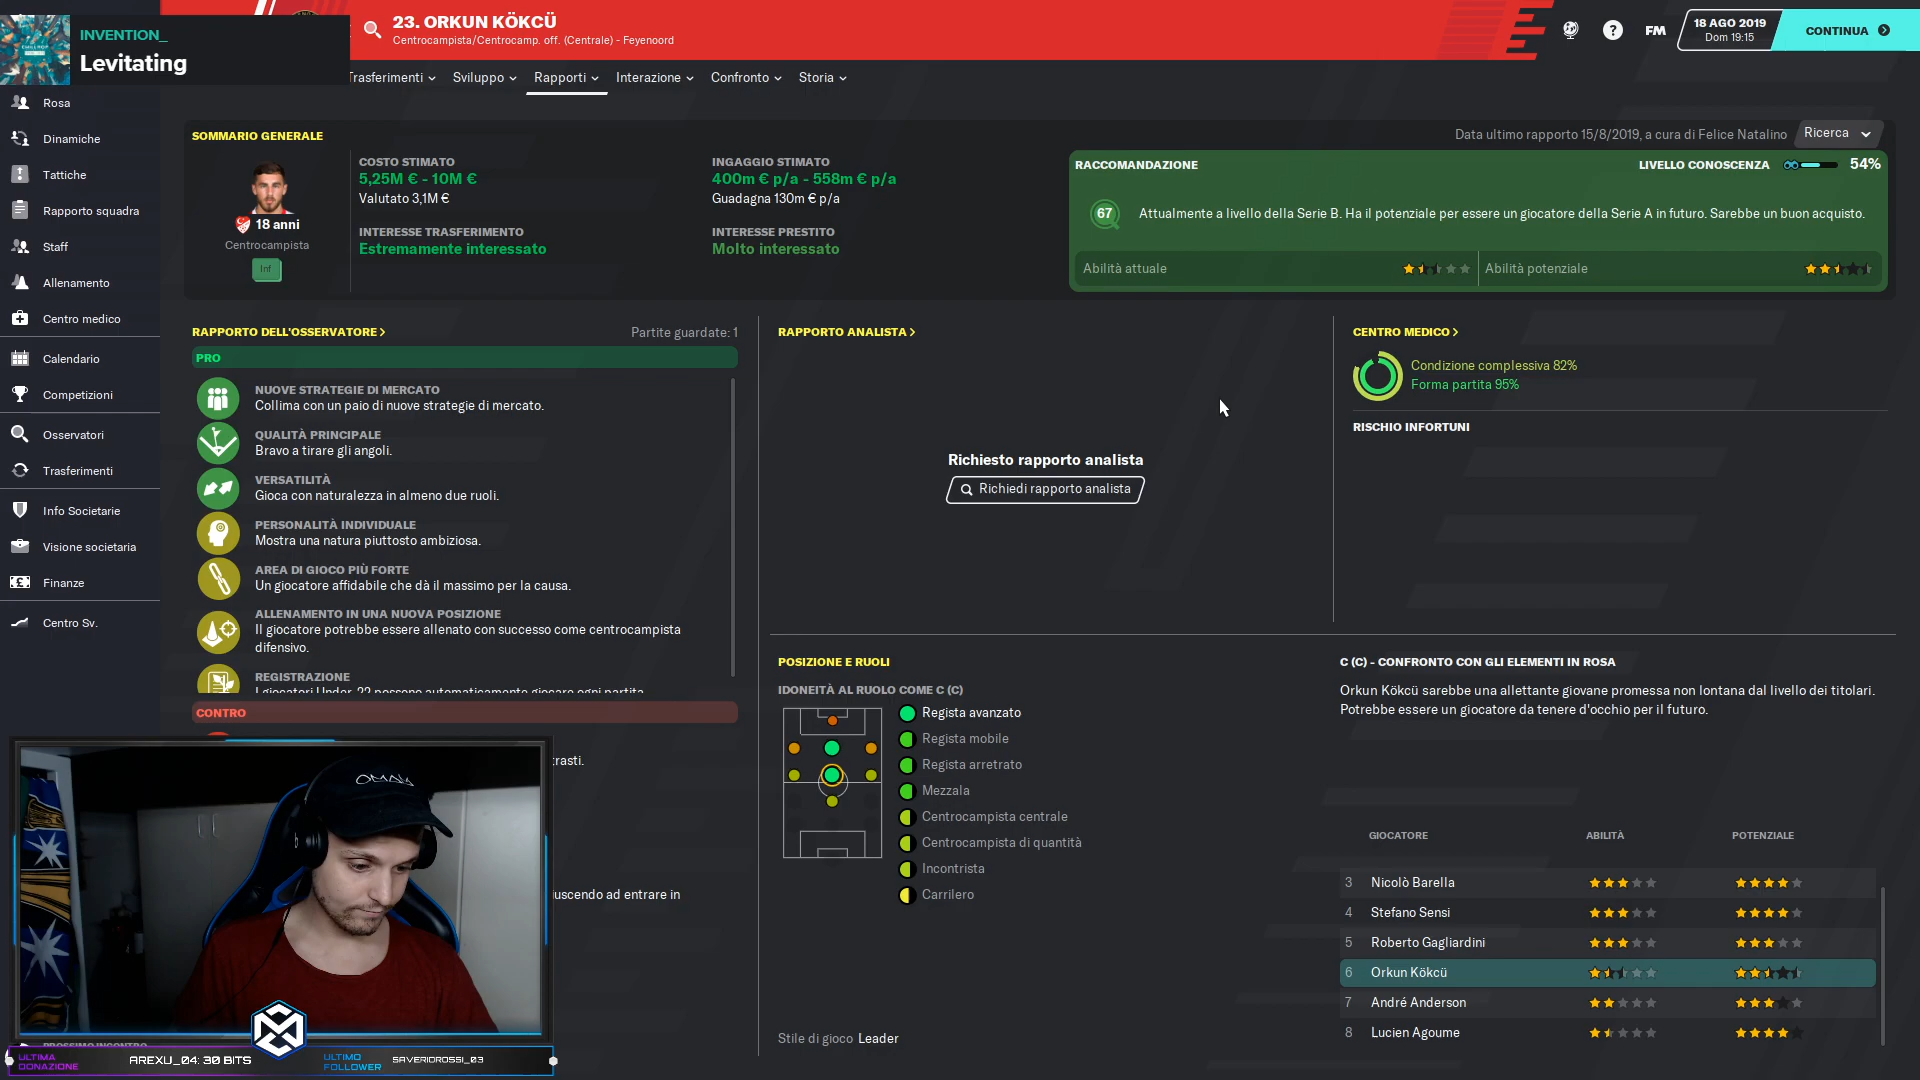 INVENTION_
Levitating
23. ORKUN KÖKCÜ
Centrocampista/Centrocamp. off. (Centrale) - Feyenoord
?
FM
18 AGO 2019
Dom 19:15
CONTINUA
Trasferimenti
Sviluppo
Rapporti
Interazione
Confronto
Storia
Rosa
Dinamiche
Tattiche
Rapporto squadra
Staff
Allenamento
Centro medico
Calendario
Competizioni
Osservatori
Trasferimenti
Info Societarie
Visione societaria
Finanze
Centro Sv.
SOMMARIO GENERALE
18 anni
Centrocampista
Inf
COSTO STIMATO
5,25M € - 10M €
Valutato 3,1M €
INTERESSE TRASFERIMENTO
Estremamente interessato
INGAGGIO STIMATO
400m € p/a - 558m € p/a
Guadagna 130m € p/a
INTERESSE PRESTITO
Molto interessato
Data ultimo rapporto 15/8/2019, a cura di Felice Natalino
Ricerca
RACCOMANDAZIONE
LIVELLO CONOSCENZA
54%
67
Attualmente a livello della Serie B. Ha il potenziale per essere un giocatore della Serie A in futuro. Sarebbe un buon acquisto.
Abilità attuale
Abilità potenziale
RAPPORTO DELL'OSSERVATORE >
Partite guardate: 1
PRO
NUOVE STRATEGIE DI MERCATO
Collima con un paio di nuove strategie di mercato.
QUALITÀ PRINCIPALE
Bravo a tirare gli angoli.
VERSATILITÀ
Gioca con naturalezza in almeno due ruoli.
PERSONALITÀ INDIVIDUALE
Mostra una natura piuttosto ambiziosa.
AREA DI GIOCO PIÙ FORTE
Un giocatore affidabile che dà il massimo per la causa.
ALLENAMENTO IN UNA NUOVA POSIZIONE
Il giocatore potrebbe essere allenato con successo come centrocampista
difensivo.
REGISTRAZIONE
I giocatori Under-22 possono automaticamente giocare ogni partita
CONTRO
trasti.
iuscendo ad entrare in
RAPPORTO ANALISTA >
Richiesto rapporto analista
Richiedi rapporto analista
CENTRO MEDICO >
Condizione complessiva 82%
Forma partita 95%
RISCHIO INFORTUNI
POSIZIONE E RUOLI
IDONEITÀ AL RUOLO COME C (C)
Regista avanzato
Regista mobile
Regista arretrato
Mezzala
Centrocampista centrale
Centrocampista di quantità
Incontrista
Carrilero
Stile di gioco Leader
C (C) - CONFRONTO CON GLI ELEMENTI IN ROSA
Orkun Kökcü sarebbe una allettante giovane promessa non lontana dal livello dei titolari.
Potrebbe essere un giocatore da tenere d'occhio per il futuro.
GIOCATORE ABILITÀ POTENZIALE
3 Nicolò Barella
4 Stefano Sensi
5 Roberto Gagliardini
6 Orkun Kökcü
7 André Anderson
8 Lucien Agoume
PROSSIMO INCONTRO
ULTIMA
DONAZIONE
AREXU_04: 30 BITS
ULTIMO
FOLLOWER
SAVERIOROSSI_03